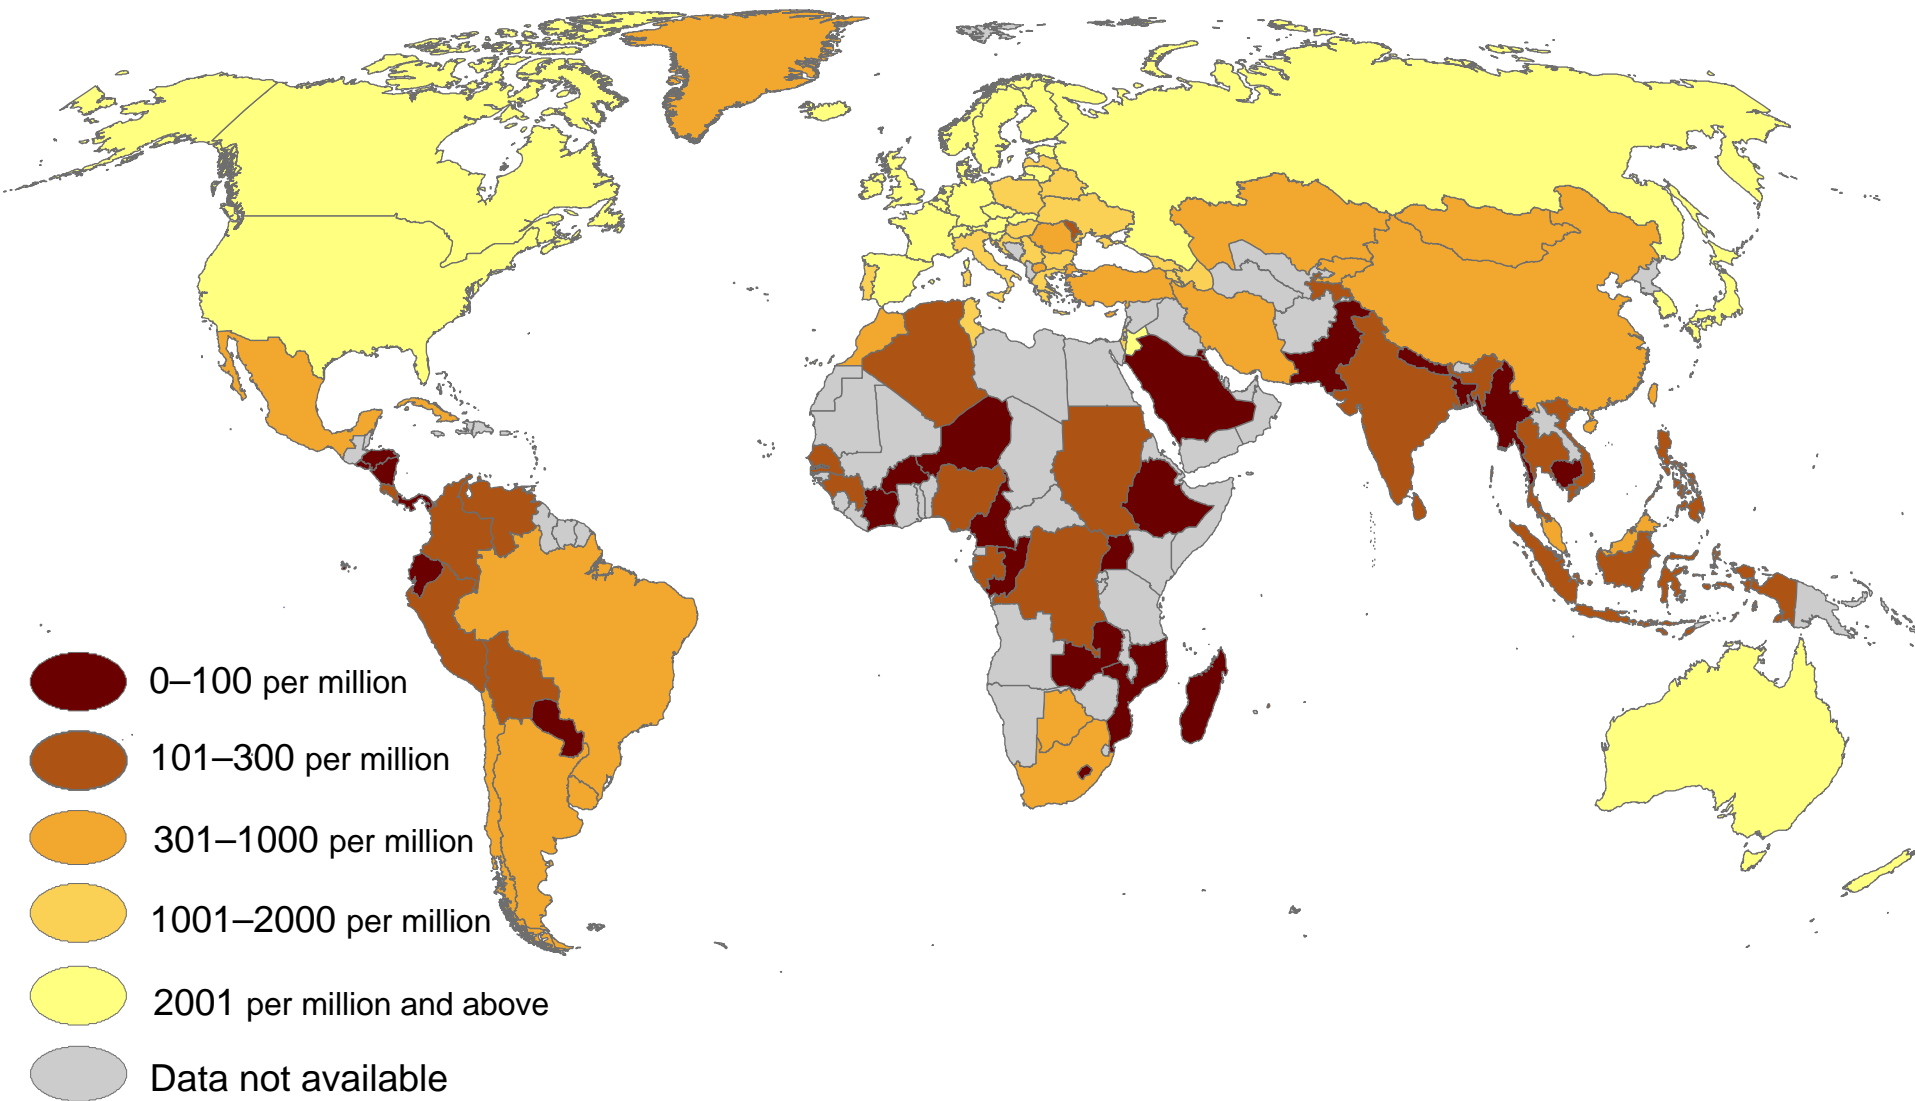 0–100 per million
101–300 per million
301–1000 per million
1001–2000 per million
2001 per million and above
Data not available